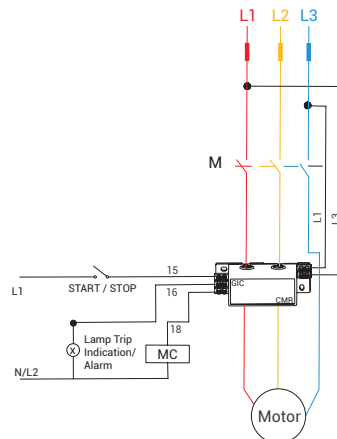 L1 L2 L3
M
L1
L3
15
GIC
L1
START / STOP
16
CMR
18
Lamp Trip
Indication/
Alarm
X
MC
N/L2
Motor